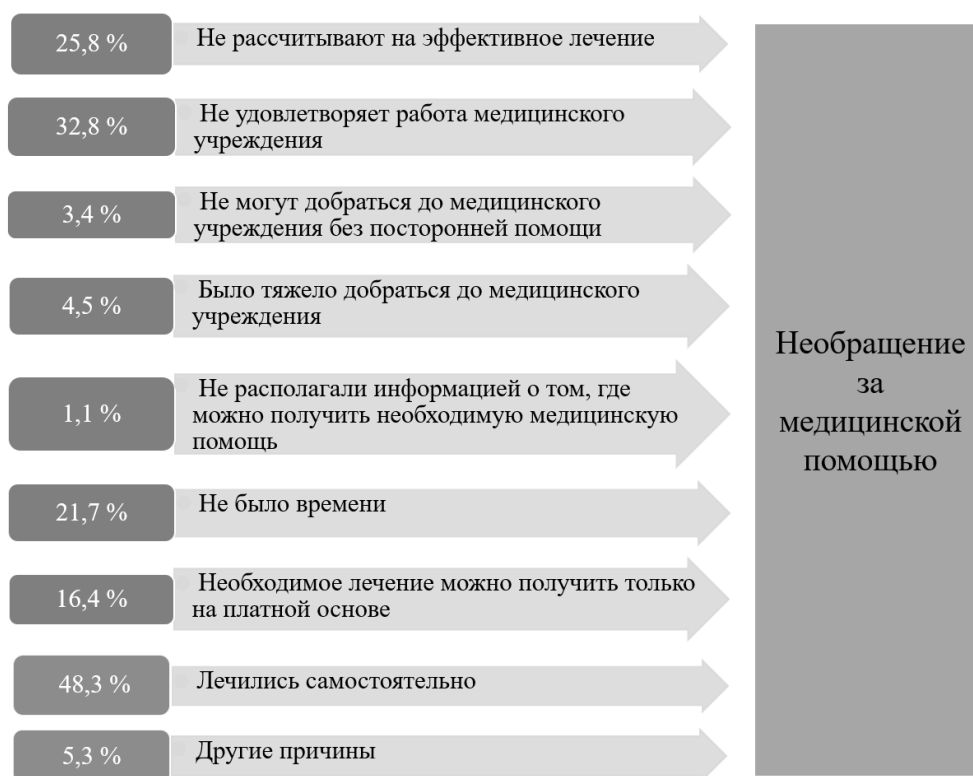 25,8 %
Не рассчитывают на эффективное лечение
32,8 %
Не удовлетворяет работа медицинского
учреждения
3,4 %
Не могут добраться до медицинского
учреждения без посторонней помощи
4,5 %
Было тяжело добраться до медицинского
учреждения
1,1 %
Не располагали информацией о том, где
можно получить необходимую медицинскую
помощь
21,7 %
Не было времени
16,4 %
Необходимое лечение можно получить только
на платной основе
48,3 %
Лечились самостоятельно
5,3 %
Другие причины
Необращение
за
медицинской
помощью